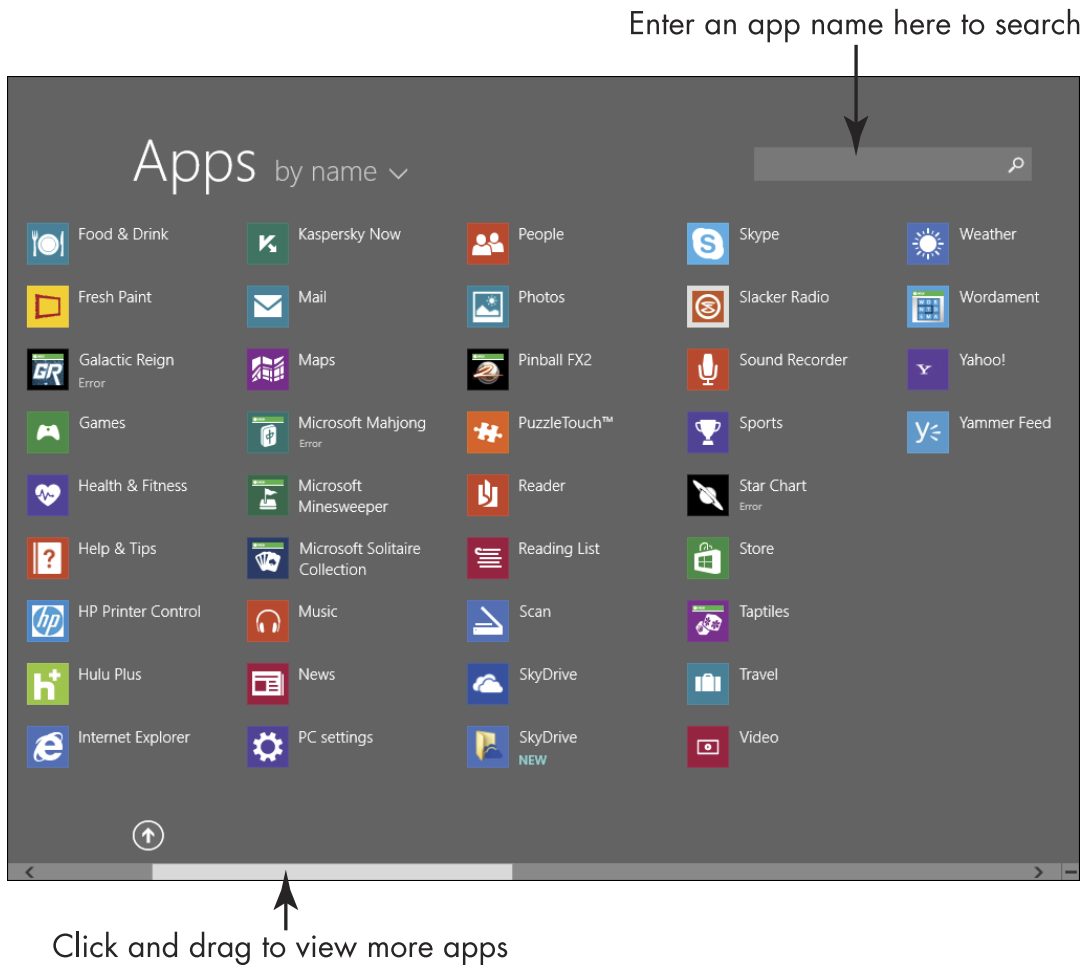 Enter an app name here to search
Apps by name
Food & Drink
Fresh Paint
Galactic Reign
Error
Games
Health & Fitness
Help & Tips
HP Printer Control
Hulu Plus
Internet Explorer
Kaspersky Now
Mail
Maps
Microsoft Mahjong
Error
Microsoft
Minesweeper
Microsoft Solitaire
Collection
Music
News
PC settings
People
Photos
Pinball FX2
PuzzleTouch™
Reader
Reading List
Scan
SkyDrive
SkyDrive
NEW
Skype
Slacker Radio
Sound Recorder
Sports
Star Chart
Error
Store
Taptiles
Travel
Video
Weather
Wordament
Yahoo!
Yammer Feed
Click and drag to view more apps